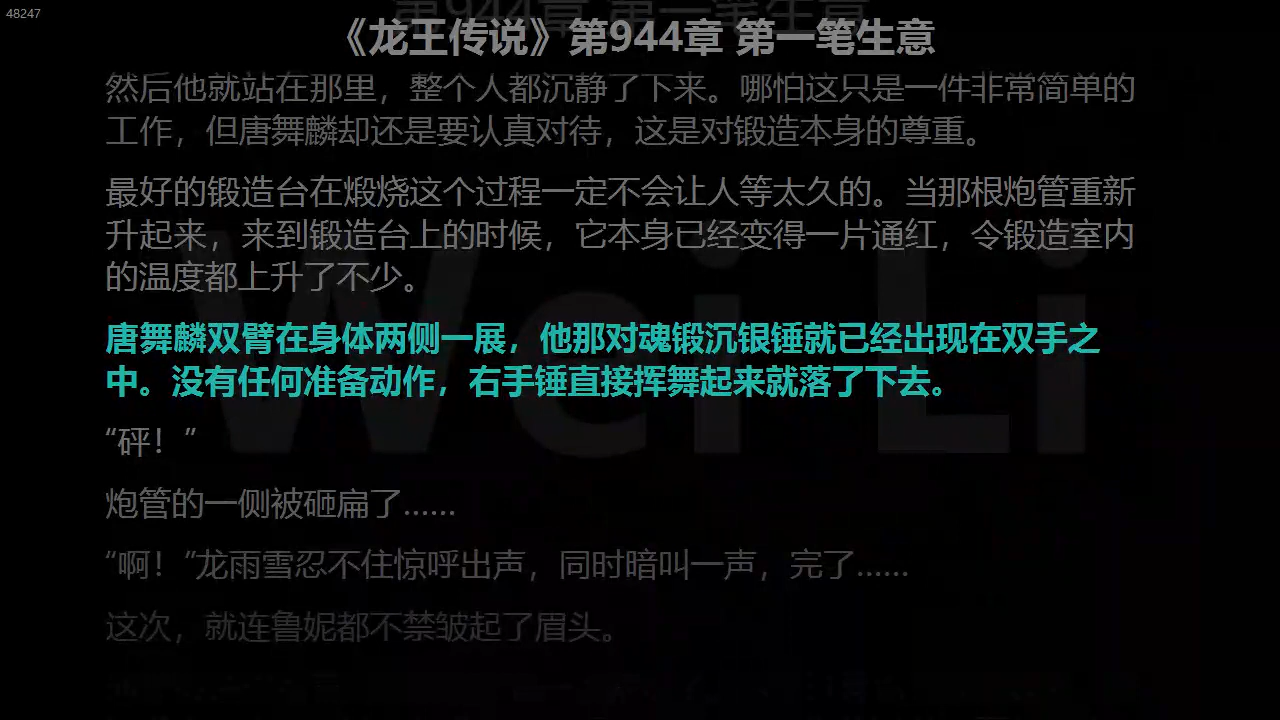 48247
第944章 第一笔生意
《龙王传说》第944章 第一笔生意
然后他就站在那里，整个人都沉静了下来。哪怕这只是一件非常简单的
工作，但唐舞麟却还是要认真对待，这是对锻造本身的尊重。
最好的锻造台在煅烧这个过程一定不会让人等太久的。当那根炮管重新
升起来，来到锻造台上的时候，它本身已经变得一片通红，令锻造室内
的温度都上升了不少。
唐舞麟双臂在身体两侧一展，他那对魂锻沉银锤就已经出现在双手之
中。没有任何准备动作，右手锤直接挥舞起来就落了下去。
“砰！”
炮管的一侧被砸扁了……
“啊！”龙雨雪忍不住惊呼出声，同时暗叫一声，完了……
这次，就连鲁妮都不禁皱起了眉头。
Wei Li